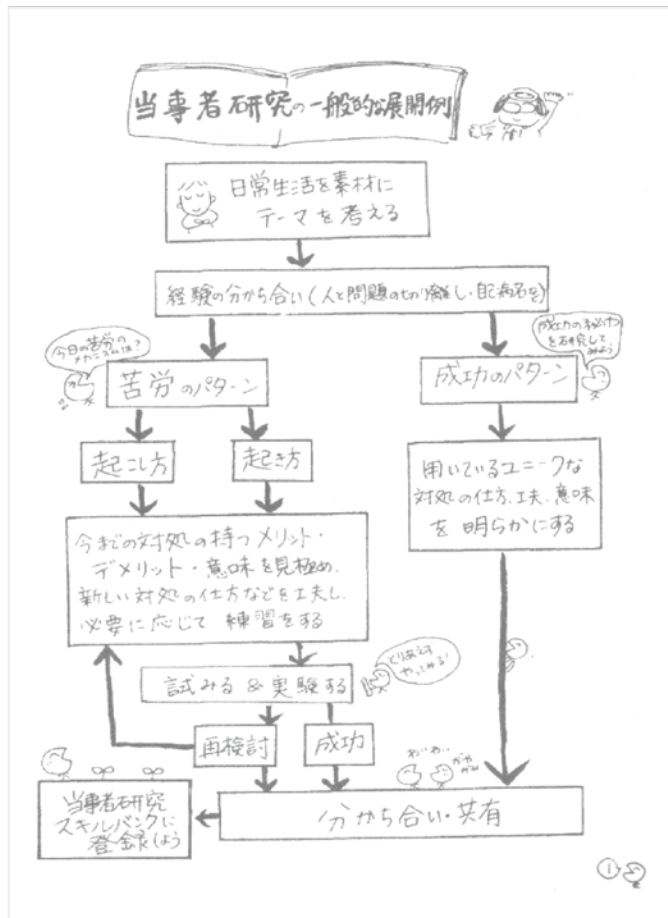 当事者研究の一般的な展開例
日常生活を素材に
テーマを考える
経験の分かち合い(人と問題の切り離し・自己病名を)
今日の苦労の
メカニズムは?
苦労のパターン
成功の秘けつ
を研究して
みよう
成功のパターン
起こし方
起き方
用いているユニークな
対処の仕方、工夫、意味
を明らかにする
今までの対処の持つメリット・
デメリット・意味を見極め、
新しい対処の仕方などを工夫し、
必要に応じて 練習をする
とりあえず
やってみる!
試みる & 実験する
再検討
成功
わい わい
がや
がや
当事者研究
スキルバンクに
登録しよう
分かち合い・共有
①